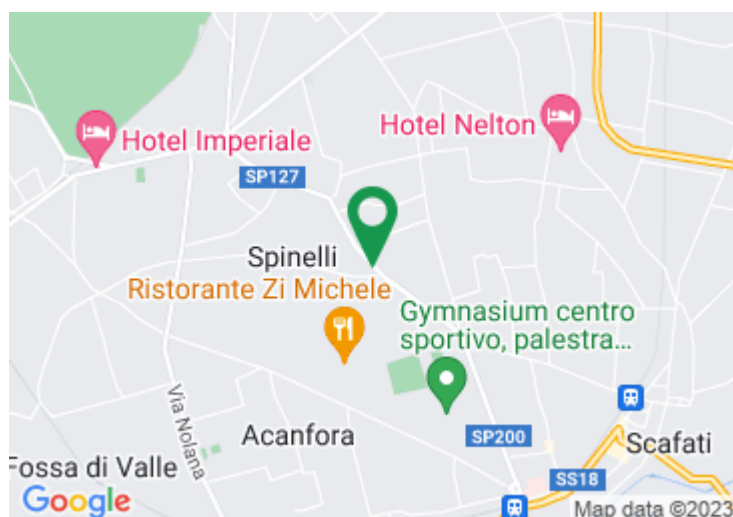 Hotel Imperiale
Hotel Nelton
SP127
Spinelli
Ristorante Zi Michele
Gymnasium centro
sportivo, palestra...
Via Nolana
Acanfora
SP200
Scafati
Fossa di Valle
SS18
Google
Map data ©2023